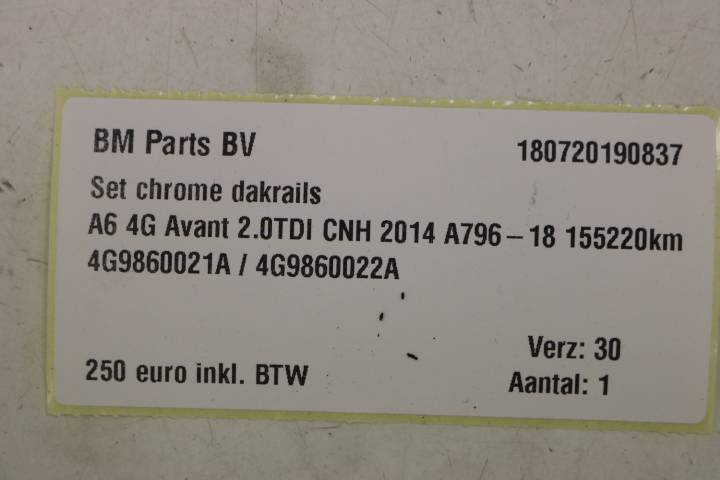 BM Parts BV 180720190837
Set chrome dakrails
A6 4G Avant 2.0TDI CNH 2014 A796-18 155220km
4G9860021A / 4G9860022A
Verz: 30
250 euro inkl. BTW Aantal: 1